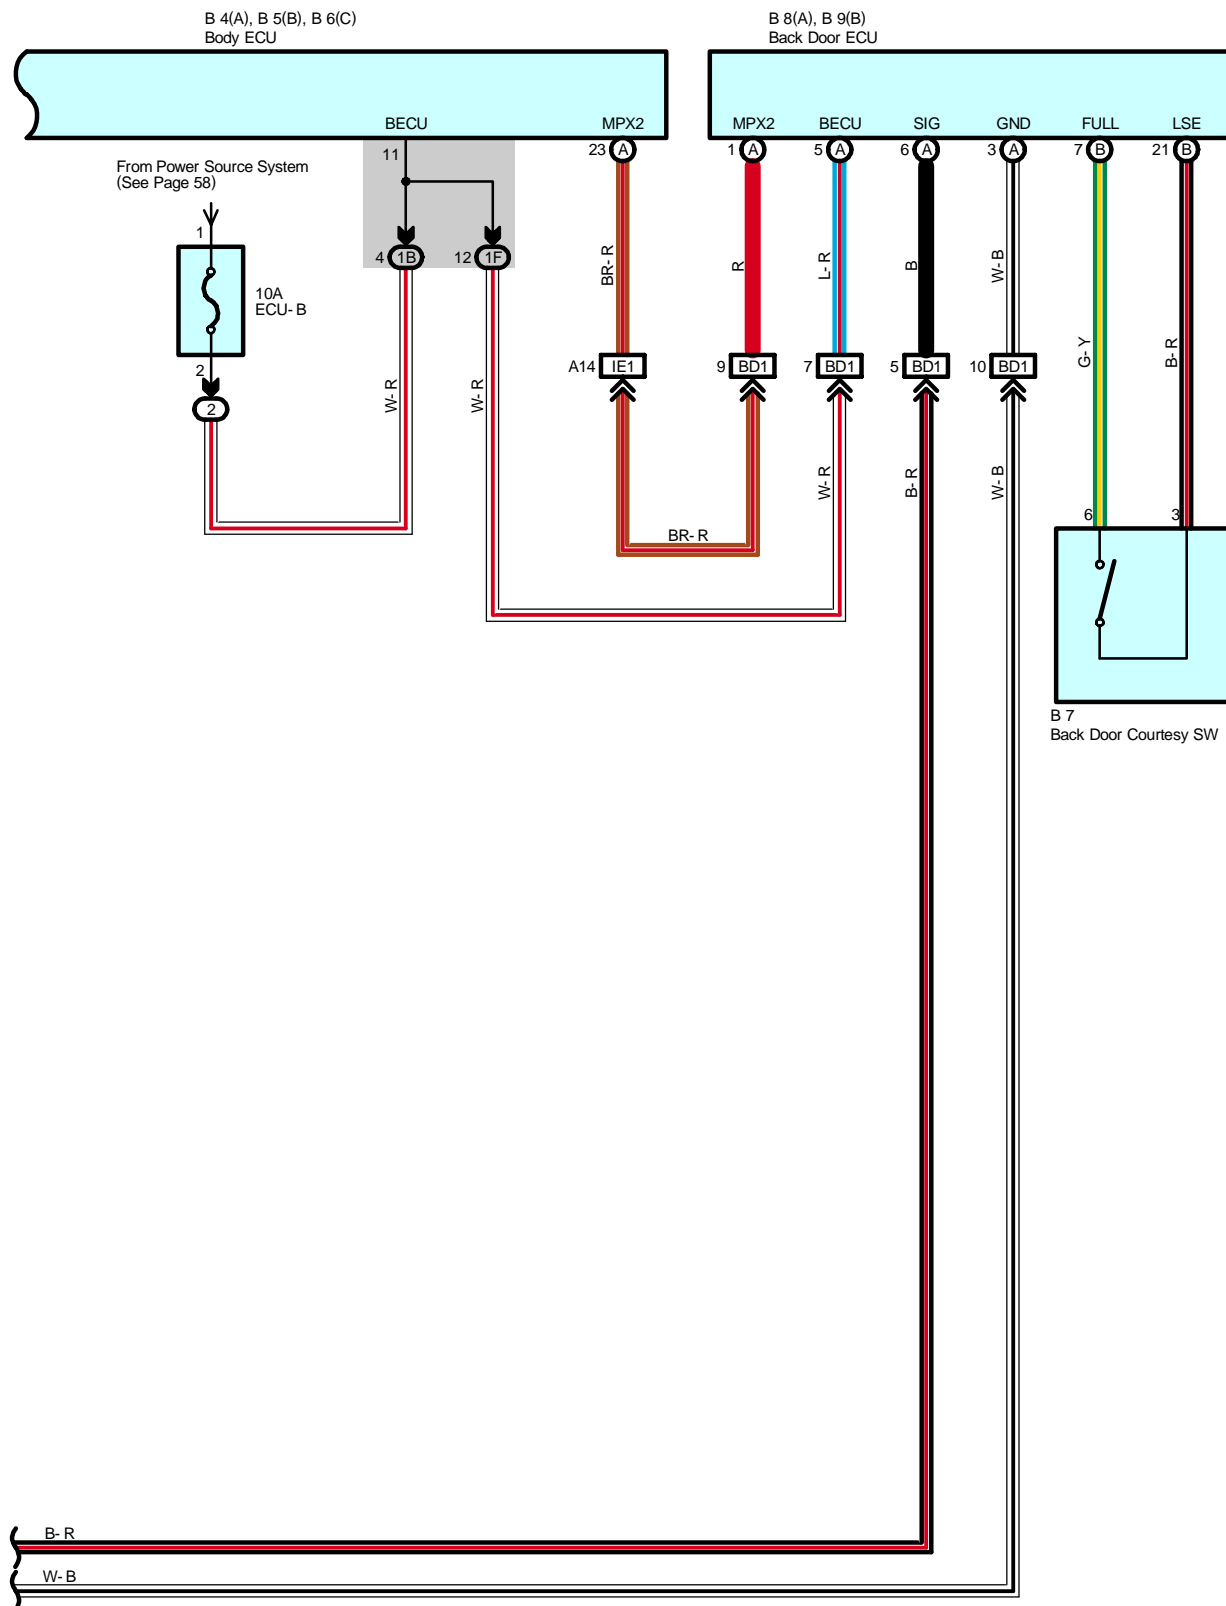 B 4(A), B 5(B), B 6(C)
Body ECU
B 8(A), B 9(B)
Back Door ECU
BECU
MPX2
MPX2
BECU
SIG
GND
FULL
LSE
11
23 A
1 A
5 A
6 A
3 A
7 B
21 B
From Power Source System
(See Page 58)
1
4 1B
12 1F
10A
ECU- B
2
2
BR- R
R
L- R
B
W- B
G- Y
B- R
A14 IE1
9 BD1
7 BD1
5 BD1
10 BD1
W- R
W- R
W- R
B- R
W- B
BR- R
6
3
B 7
Back Door Courtesy SW
B- R
W- B